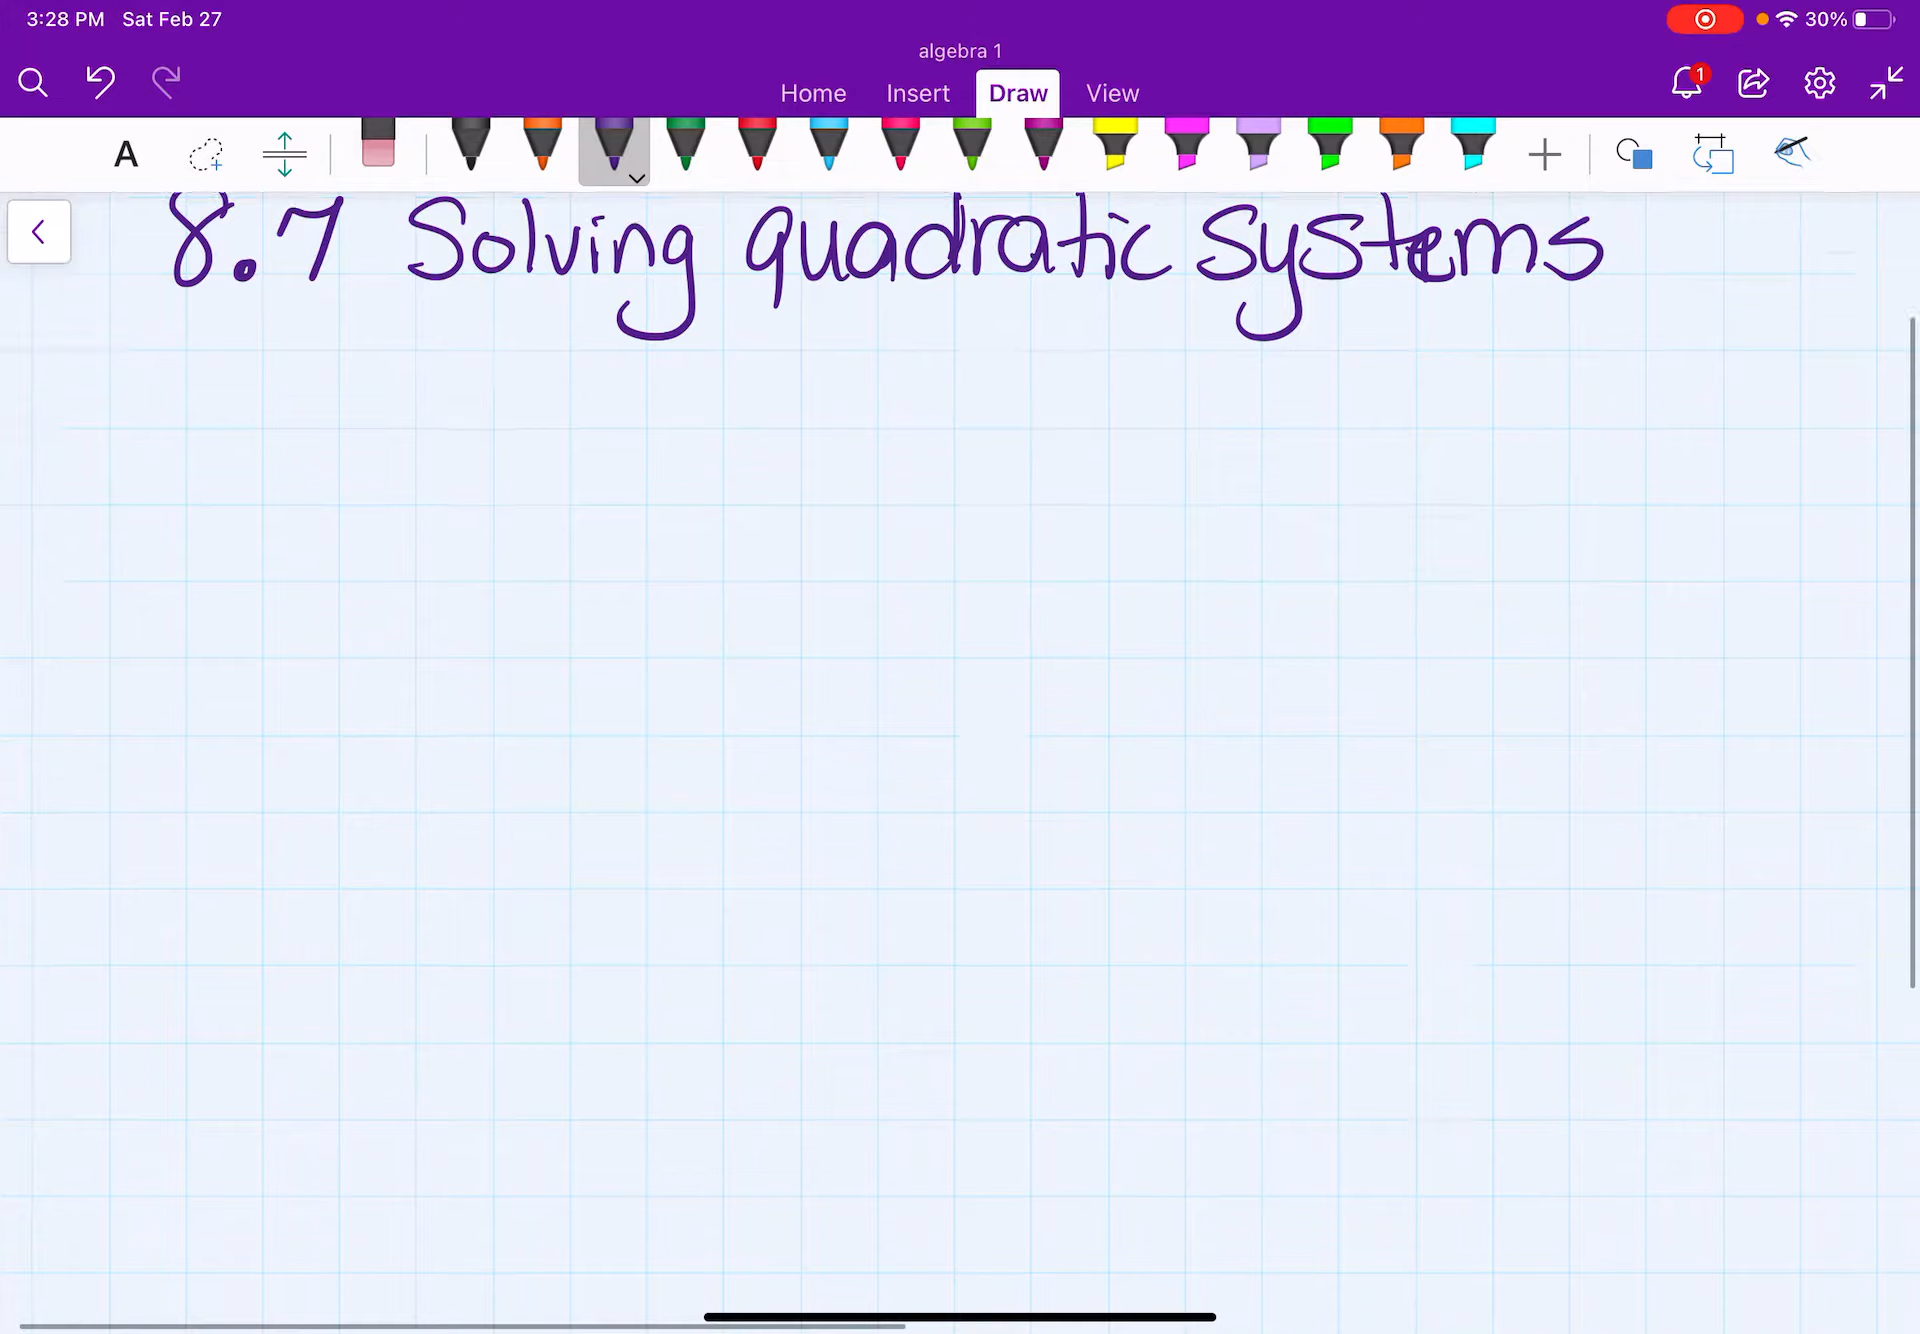 3:28 PM Sat Feb 27
30%
algebra 1
Home Insert Draw View
1
A
8.7 Solving quadratic systems